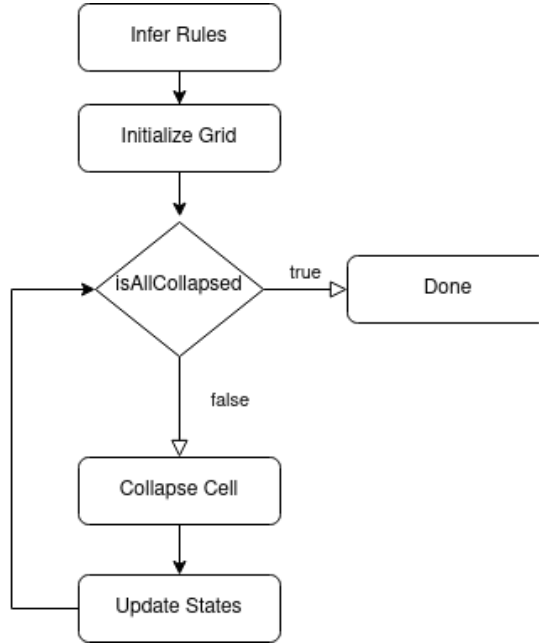 Infer Rules
Initialize Grid
isAllCollapsed
true
Done
false
Collapse Cell
Update States